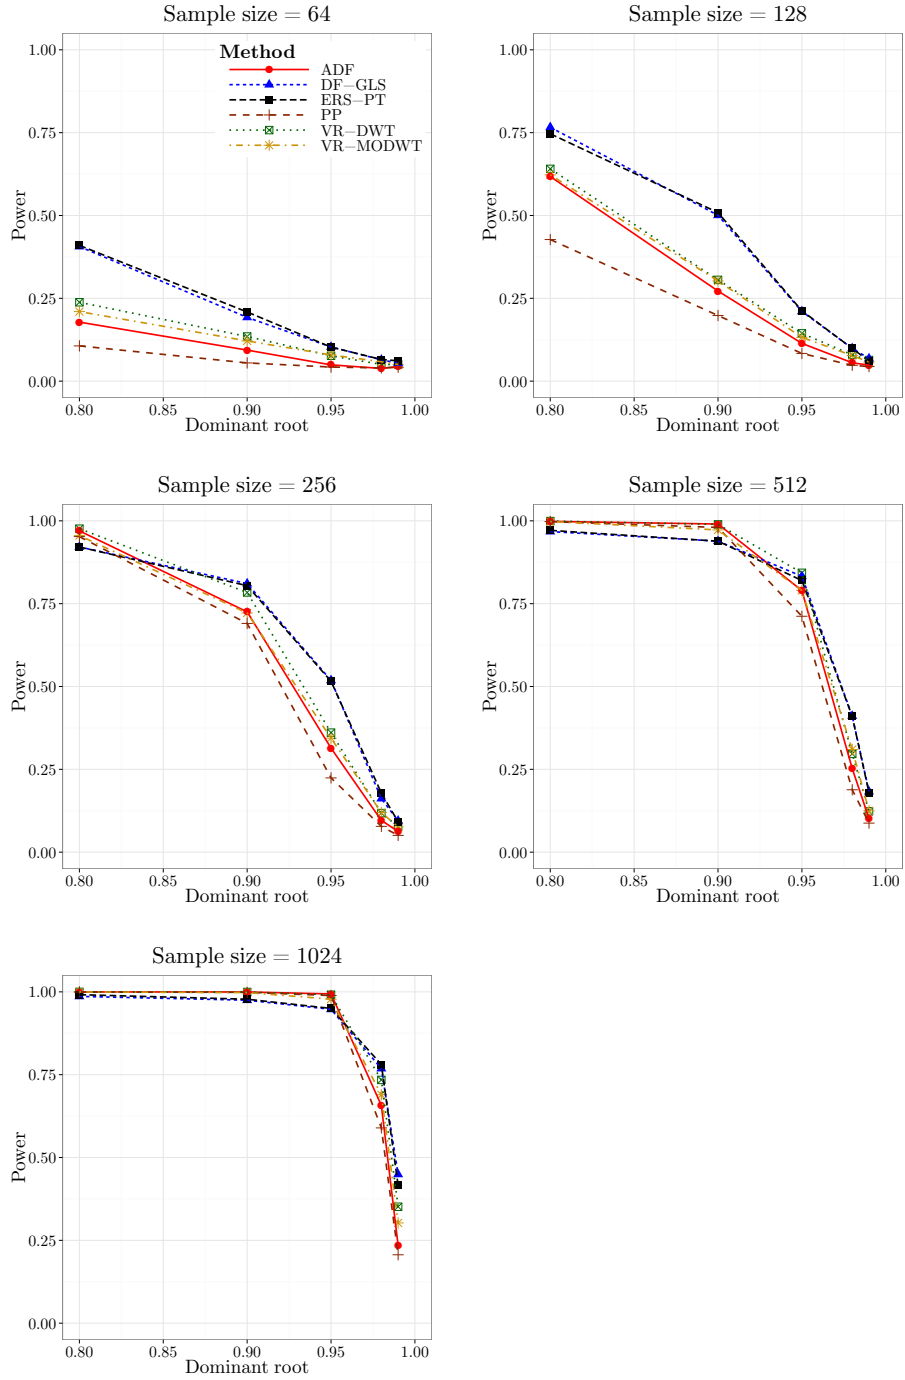 Sample size = 64
Power
1.00
0.75
0.50
0.25
0.00
Method
ADF
DF−GLS
ERS−PT
PP
VR−DWT
VR−MODWT
0.80 0.85 0.90 0.95 1.00
Dominant root
Sample size = 128
Power
1.00
0.75
0.50
0.25
0.00
0.80 0.85 0.90 0.95 1.00
Dominant root
Sample size = 256
Power
1.00
0.75
0.50
0.25
0.00
0.80 0.85 0.90 0.95 1.00
Dominant root
Sample size = 512
Power
1.00
0.75
0.50
0.25
0.00
0.80 0.85 0.90 0.95 1.00
Dominant root
Sample size = 1024
Power
1.00
0.75
0.50
0.25
0.00
0.80 0.85 0.90 0.95 1.00
Dominant root